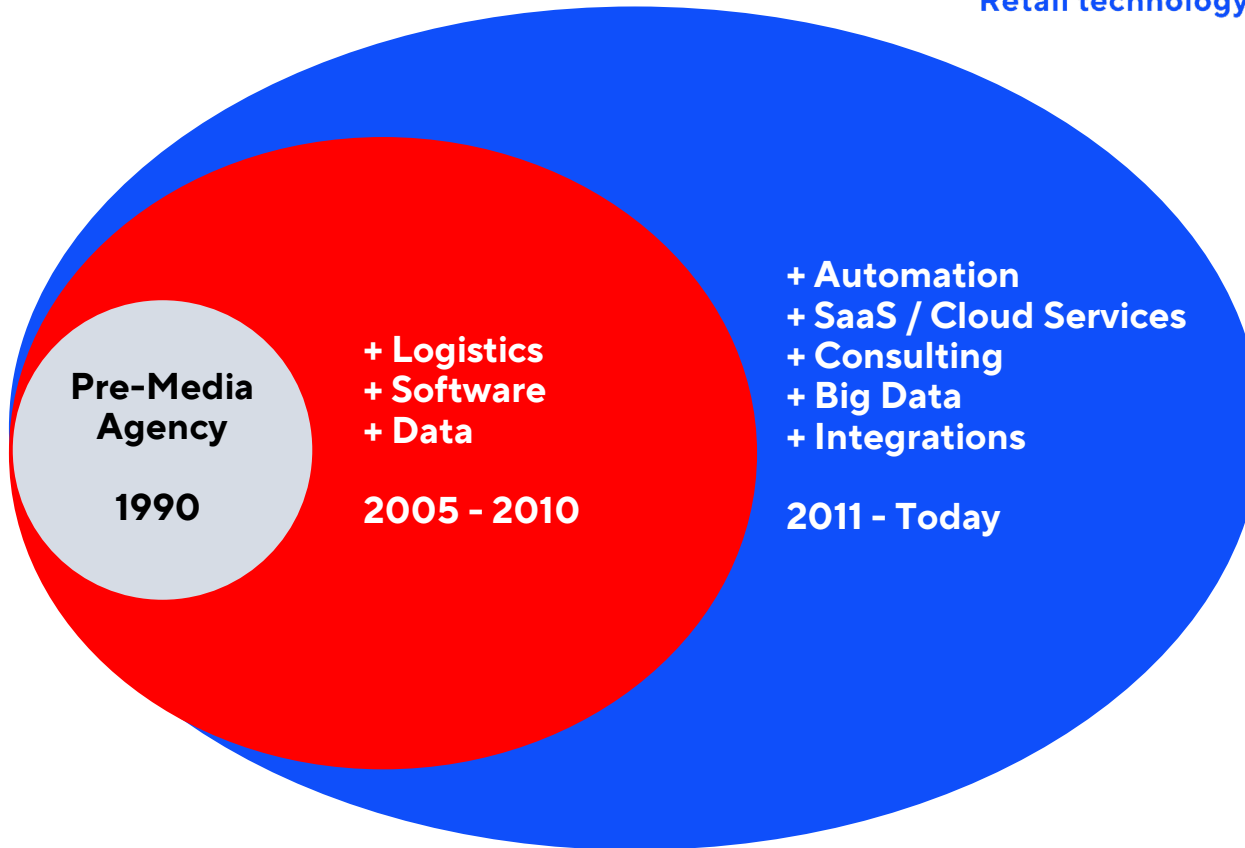 Retail technology
Pre-Media
Agency
1990
+ Logistics
+ Software
+ Data
2005 - 2010
+ Automation
+ SaaS / Cloud Services
+ Consulting
+ Big Data
+ Integrations
2011 - Today